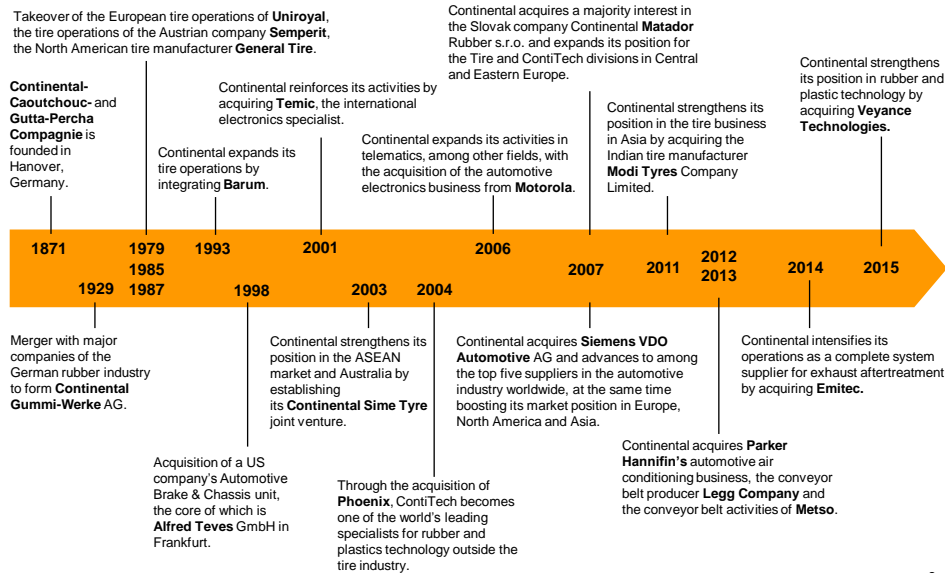 Takeover of the European tire operations of Uniroyal,
the tire operations of the Austrian company Semperit,
the North American tire manufacturer General Tire.
Continental acquires a majority interest in
the Slovak company Continental Matador
Rubber s.r.o. and expands its position for
the Tire and ContiTech divisions in Central
and Eastern Europe.
Continental strengthens
its position in rubber and
plastic technology by
acquiring Veyance
Technologies.
Continental-
Caoutchouc- and
Gutta-Percha
Compagnie is
founded in
Hanover,
Germany.
Continental reinforces its activities by
acquiring Temic, the international
electronics specialist.
Continental strengthens its
position in the tire business
in Asia by acquiring the
Indian tire manufacturer
Modi Tyres Company
Limited.
Continental expands its
tire operations by
integrating Barum.
Continental expands its activities in
telematics, among other fields, with
the acquisition of the automotive
electronics business from Motorola.
1871
1929
1979
1985
1987
1993
1998
2001
2003
2004
2006
2007
2011
2012
2013
2014
2015
Merger with major
companies of the
German rubber industry
to form Continental
Gummi-Werke AG.
Continental strengthens its
position in the ASEAN
market and Australia by
establishing
its Continental Sime Tyre
joint venture.
Continental acquires Siemens VDO
Automotive AG and advances to among
the top five suppliers in the automotive
industry worldwide, at the same time
boosting its market position in Europe,
North America and Asia.
Continental intensifies its
operations as a complete system
supplier for exhaust aftertreatment
by acquiring Emitec.
Acquisition of a US
company's Automotive
Brake & Chassis unit,
the core of which is
Alfred Teves GmbH in
Frankfurt.
Through the acquisition of
Phoenix, ContiTech becomes
one of the world's leading
specialists for rubber and
plastics technology outside the
tire industry.
Continental acquires Parker
Hannifin's automotive air
conditioning business, the conveyor
belt producer Legg Company and
the conveyor belt activities of Metso.